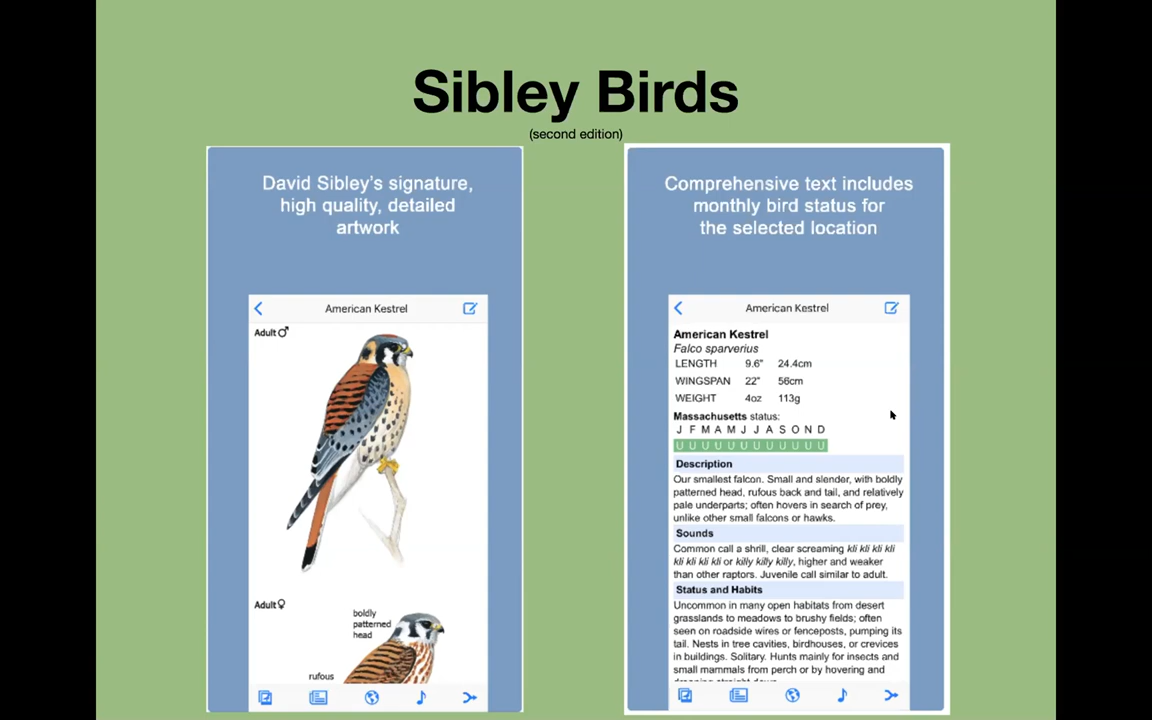 Sibley Birds
(second edition)
David Sibley's signature,
high quality, detailed
artwork
American Kestrel
Adult♂
Adult♀
boldly
patterned
head
rufous
Comprehensive text includes
monthly bird status for
the selected location
American Kestrel
American Kestrel
Falco sparverius
LENGTH 9.6" 24.4cm
WINGSPAN 22" 56cm
WEIGHT 4oz 113g
Massachusetts status:
J F M A M J J A S O N D
U U U U U U U U U U U U
Description
Our smallest falcon. Small and slender, with boldly
patterned head, rufous back and tail, and relatively
pale underparts; often hovers in search of prey,
unlike other small falcons or hawks.
Sounds
Common call a shrill, clear screaming kli kli kli kli
kli kli kli kli or killy killy killy, higher and weaker
than other raptors. Juvenile call similar to adult.
Status and Habits
Uncommon in many open habitats from desert
grasslands to meadows to brushy fields; often
seen on roadside wires or fenceposts, pumping its
tail. Nests in tree cavities, birdhouses, or crevices
in buildings. Solitary. Hunts mainly for insects and
small mammals from perch or by hovering and